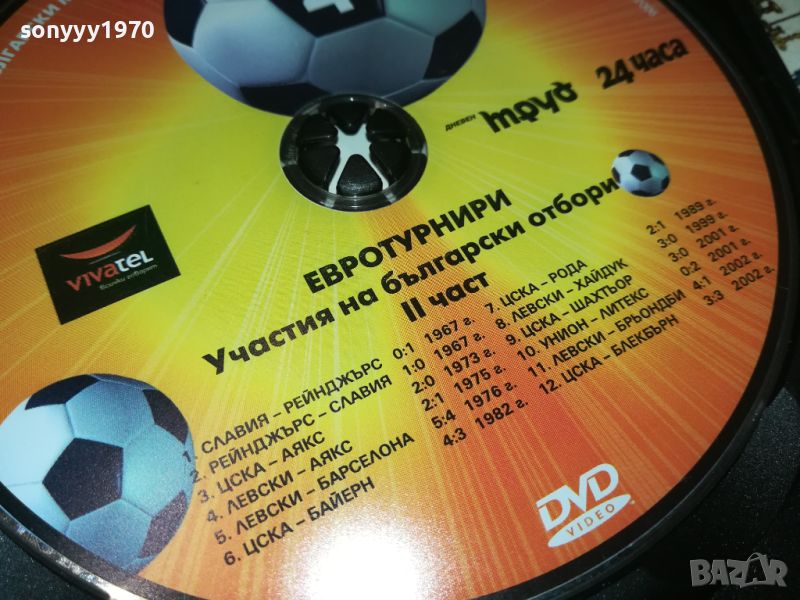 sonyyy1970
2006
ДНЕВЕН Труд 24 часа
vivatel
Всички говорят
ЕВРОТУРНИРИ
Участия на български отбори
II част
1. СЛАВИЯ – РЕЙНДЖЪРС 0:1 1967 г.
2. РЕЙНДЖЪРС – СЛАВИЯ 1:0 1967 г.
3. ЦСКА – АЯКС 2:0 1973 г.
4. ЛЕВСКИ – АЯКС 2:1 1975 г.
5. ЛЕВСКИ – БАРСЕЛОНА 5:4 1976 г.
6. ЦСКА – БАЙЕРН 4:3 1982 г.
7. ЦСКА – РОДА 2:1 1989 г.
8. ЛЕВСКИ – ХАЙДУК 3:0 1999 г.
9. ЦСКА – ШАХТЬОР 3:0 2001 г.
10. УНИОН – ЛИТЕКС 0:2 2001 г.
11. ЛЕВСКИ – БРЬОНДБИ 4:1 2002 г.
12. ЦСКА – БЛЕКБЪРН 3:3 2002 г.
DVD
VIDEO
BAZAR